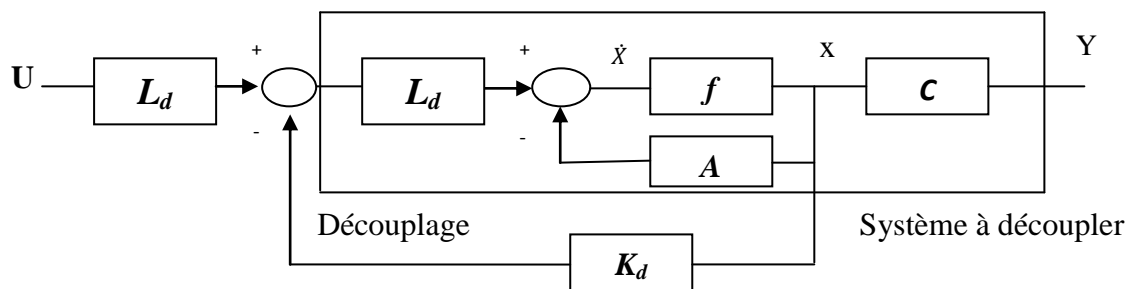 U
L_d
+
-
L_d
+
-
Ẋ
f
A
X
C
Y
Découplage
Système à découpler
K_d